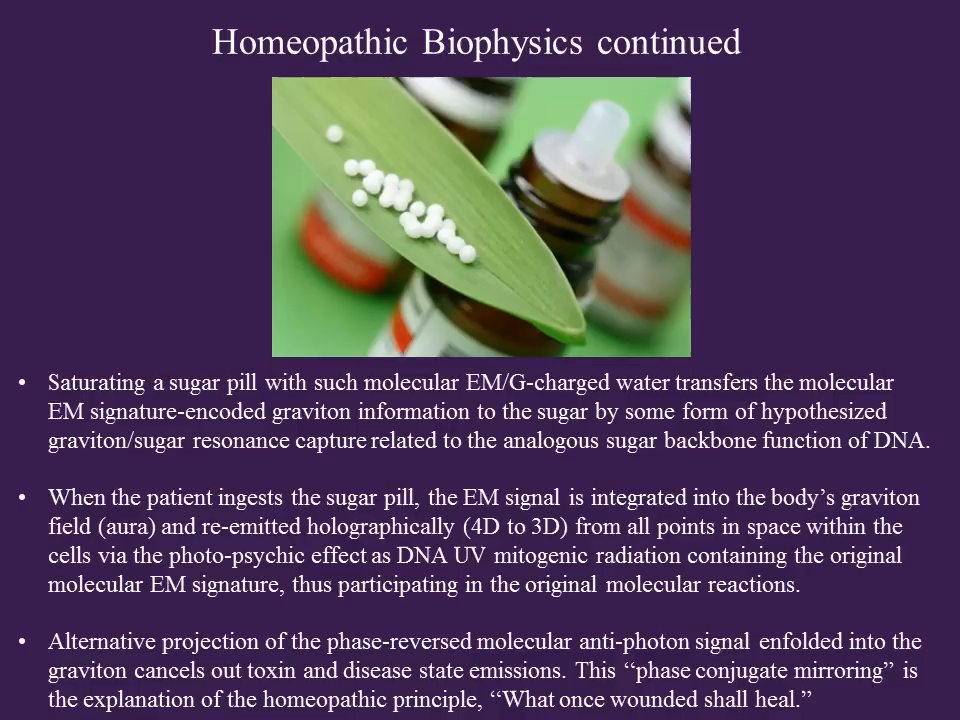 Homeopathic Biophysics continued
• Saturating a sugar pill with such molecular EM/G-charged water transfers the molecular
EM signature-encoded graviton information to the sugar by some form of hypothesized
graviton/sugar resonance capture related to the analogous sugar backbone function of DNA.
• When the patient ingests the sugar pill, the EM signal is integrated into the body’s graviton
field (aura) and re-emitted holographically (4D to 3D) from all points in space within the
cells via the photo-psychic effect as DNA UV mitogenic radiation containing the original
molecular EM signature, thus participating in the original molecular reactions.
• Alternative projection of the phase-reversed molecular anti-photon signal enfolded into the
graviton cancels out toxin and disease state emissions. This “phase conjugate mirroring” is
the explanation of the homeopathic principle, “What once wounded shall heal.”